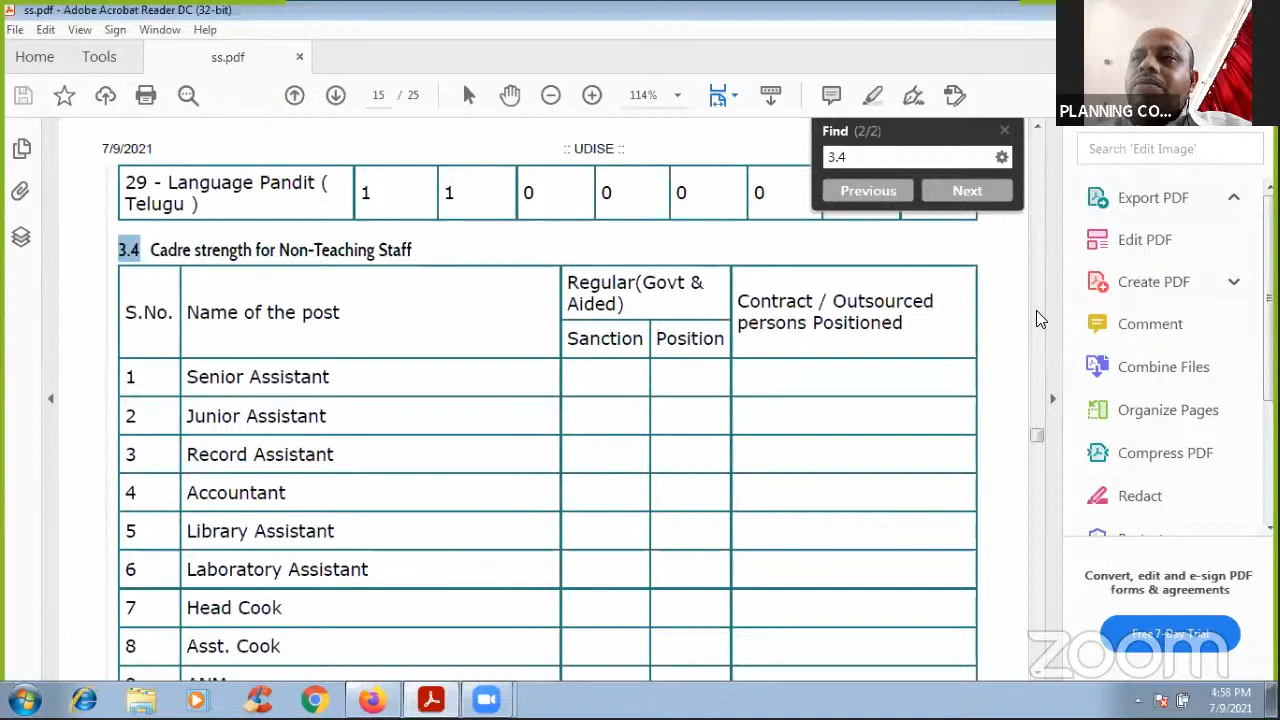 ss.pdf - Adobe Acrobat Reader DC (32-bit)
File Edit View Sign Window Help
Home Tools ss.pdf
15 / 25 114%
PLANNING CO...
Find (2/2)
3.4
Previous Next
Search 'Edit Image'
Export PDF
Edit PDF
Create PDF
Comment
Combine Files
Organize Pages
Compress PDF
Redact
Convert, edit and e-sign PDF
forms & agreements
Free 7-Day Trial
7/9/2021 :: UDISE ::
29 - Language Pandit (
Telugu ) 1 1 0 0 0 0
3.4 Cadre strength for Non-Teaching Staff
S.No. Name of the post
Regular(Govt &
Aided)
Sanction Position
Contract / Outsourced
persons Positioned
1 Senior Assistant
2 Junior Assistant
3 Record Assistant
4 Accountant
5 Library Assistant
6 Laboratory Assistant
7 Head Cook
8 Asst. Cook
zoom
4:58 PM
7/9/2021